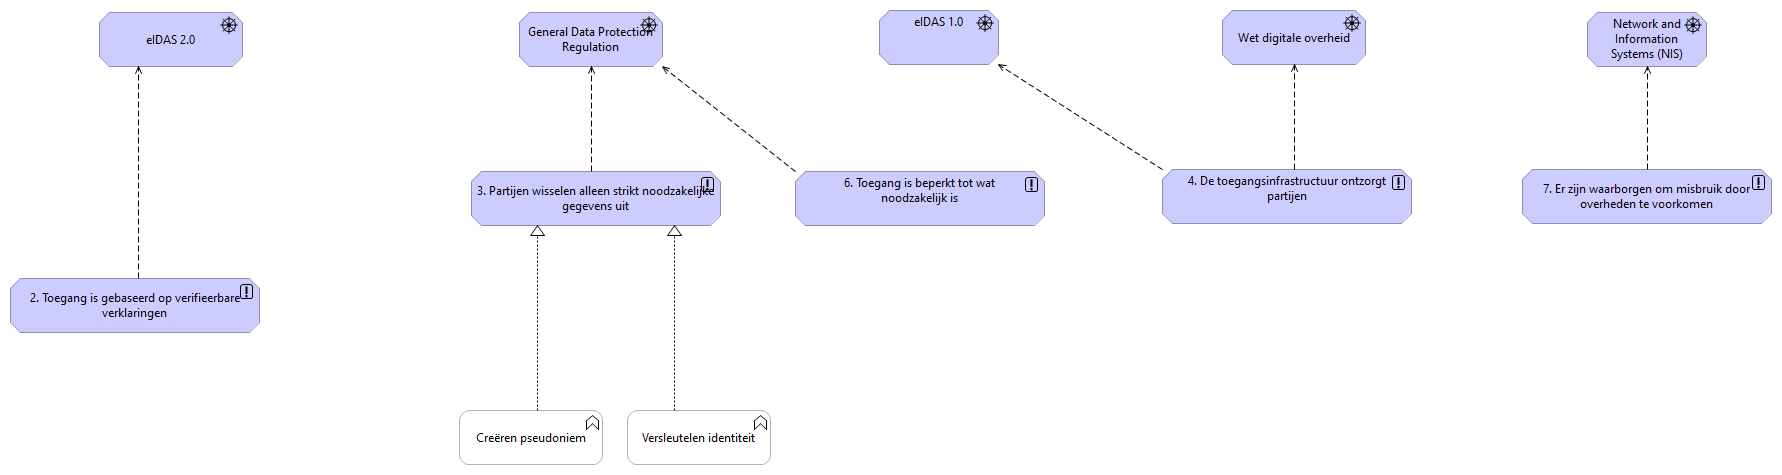 eIDAS 2.0
General Data Protection
Regulation
eIDAS 1.0
Wet digitale overheid
Network and
Information
Systems (NIS)
3. Partijen wisselen alleen strikt noodzakelijke
gegevens uit
6. Toegang is beperkt tot wat
noodzakelijk is
4. De toegangsinfrastructuur ontzorgt
partijen
7. Er zijn waarborgen om misbruik door
overheden te voorkomen
2. Toegang is gebaseerd op verifieerbare
verklaringen
Creëren pseudoniem
Versleutelen identiteit